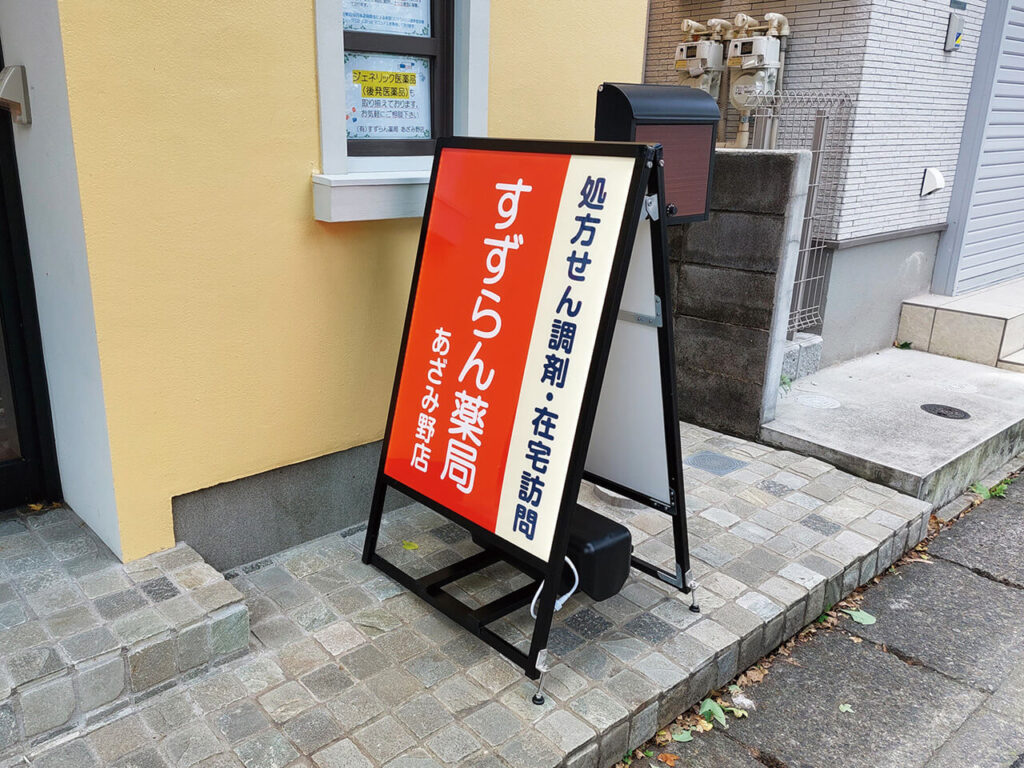 ジェネリック医薬品
(後発医薬品)も
取り揃えております。
お気軽にご相談下さい
(有)すずらん薬局 あざみ野店
処方せん調剤・在宅訪問
すずらん薬局
あざみ野店